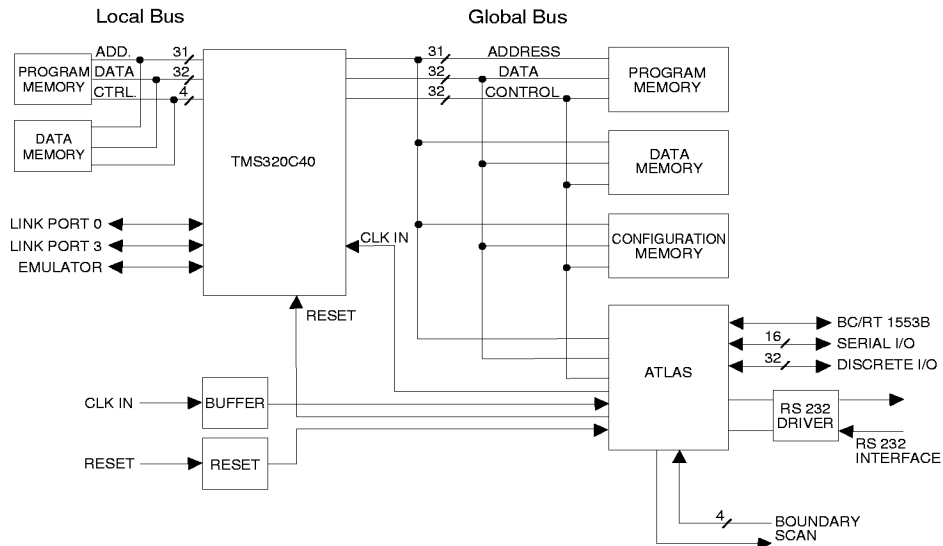 Local Bus
Global Bus
ADD.
31
DATA
32
CTRL.
4
PROGRAM
MEMORY
DATA
MEMORY
TMS320C40
31
ADDRESS
32
DATA
32
CONTROL
PROGRAM
MEMORY
DATA
MEMORY
CONFIGURATION
MEMORY
LINK PORT 0
LINK PORT 3
EMULATOR
CLK IN
RESET
ATLAS
BC/RT 1553B
16
SERIAL I/O
32
DISCRETE I/O
CLK IN
BUFFER
RS 232
DRIVER
RESET
RESET
RS 232
INTERFACE
4
BOUNDARY
SCAN